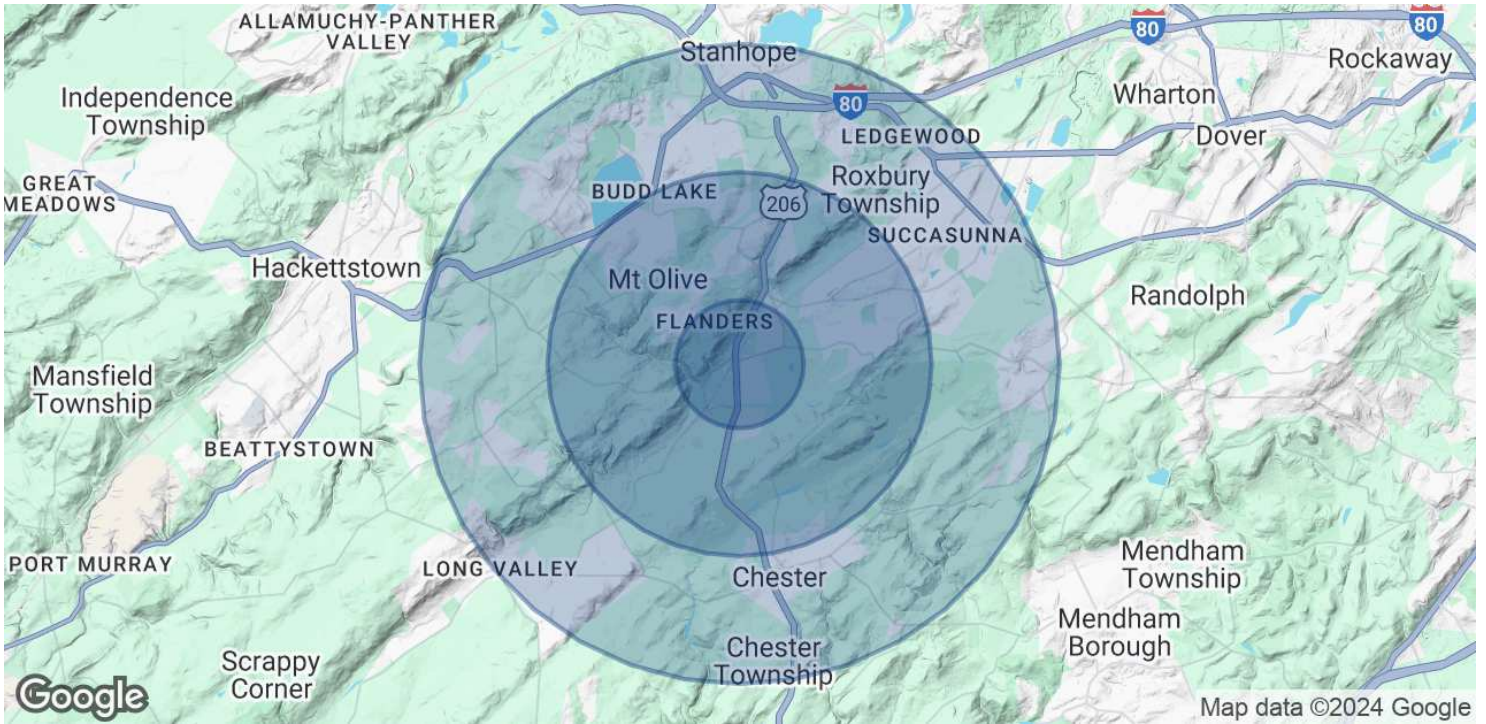 ALLAMUCHY-PANTHER
VALLEY
Stanhope
80
80
Rockaway
Independence
Township
80
Wharton
LEDGEWOOD
Dover
GREAT
MEADOWS
BUDD LAKE
206
Roxbury
Township
SUCCASUNNA
Hackettstown
Mt Olive
Randolph
FLANDERS
Mansfield
Township
BEATTYSTOWN
PORT MURRAY
LONG VALLEY
Chester
Mendham
Township
Mendham
Borough
Scrappy
Corner
Chester
Township
Google
Map data ©2024 Google